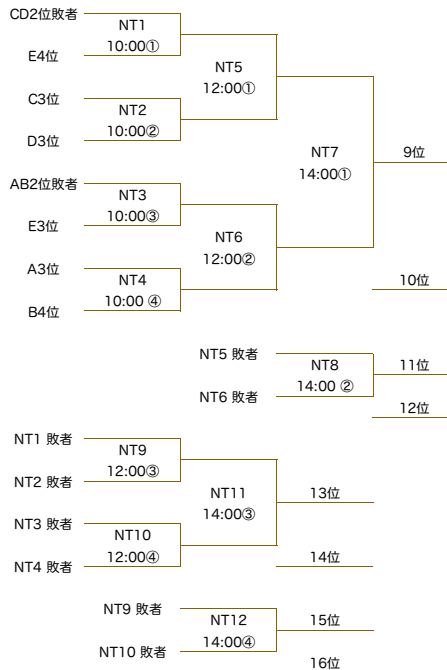 CD2位敗者
NT1
10:00①
E4位
NT5
12:00①
C3位
NT2
10:00②
D3位
NT7
14:00①
9位
AB2位敗者
NT3
10:00③
E3位
NT6
12:00②
A3位
NT4
10:00 ④
B4位
10位
NT5 敗者
NT8
14:00 ②
11位
NT6 敗者
12位
NT1 敗者
NT9
12:00③
NT2 敗者
NT11
14:00③
13位
NT3 敗者
NT10
12:00④
NT4 敗者
14位
NT9 敗者
NT12
14:00④
15位
NT10 敗者
16位